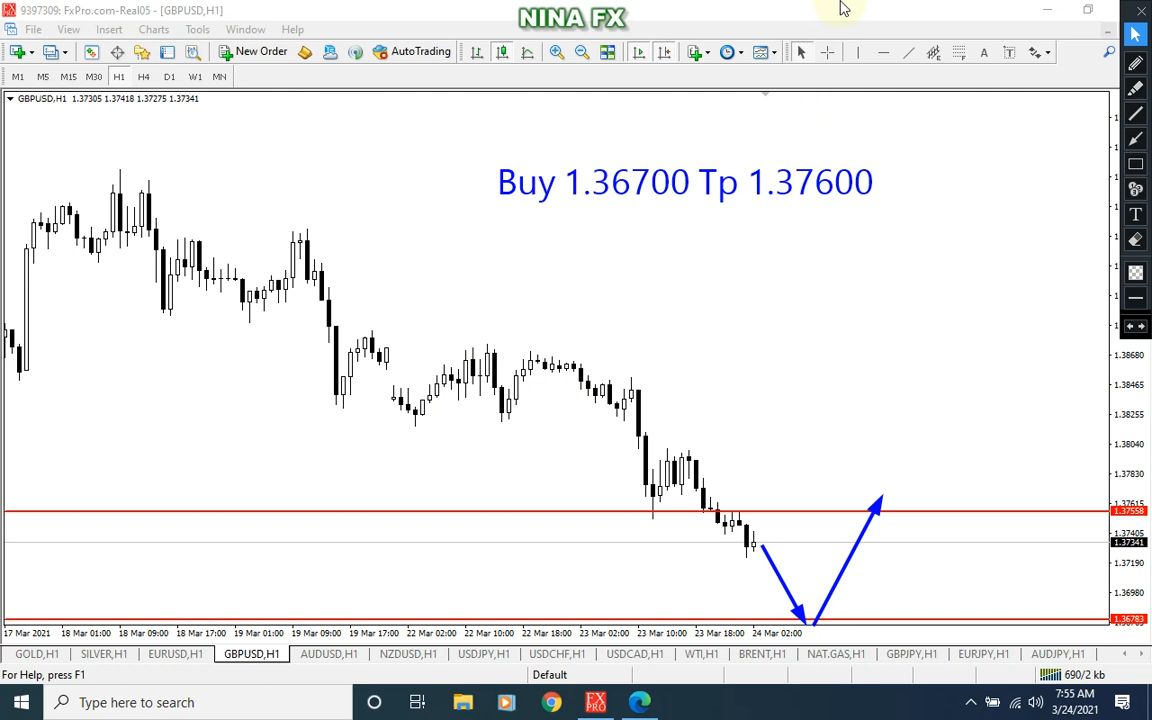 9397309: FxPro.com-Real05 - [GBPUSD,H1]
NINA FX
File View Insert Charts Tools Window Help
New Order AutoTrading
M1 M5 M15 M30 H1 H4 D1 W1 MN
GBPUSD,H1 1.37305 1.37418 1.37275 1.37341
Buy 1.36700 Tp 1.37600
1.38680
1.38465
1.38255
1.38040
1.37830
1.37615
1.37558
1.37405
1.37341
1.37190
1.36980
1.36783
17 Mar 2021 18 Mar 01:00 18 Mar 09:00 18 Mar 17:00 19 Mar 01:00 19 Mar 09:00 19 Mar 17:00 22 Mar 02:00 22 Mar 10:00 22 Mar 18:00 23 Mar 02:00 23 Mar 10:00 23 Mar 18:00 24 Mar 02:00
GOLD,H1 SILVER,H1 EURUSD,H1 GBPUSD,H1 AUDUSD,H1 NZDUSD,H1 USDJPY,H1 USDCHF,H1 USDCAD,H1 WTI,H1 BRENT,H1 NAT.GAS,H1 GBPJPY,H1 EURJPY,H1 AUDJPY,H1
For Help, press F1 Default 690/2 kb
Type here to search
FX PRO
7:55 AM
3/24/2021